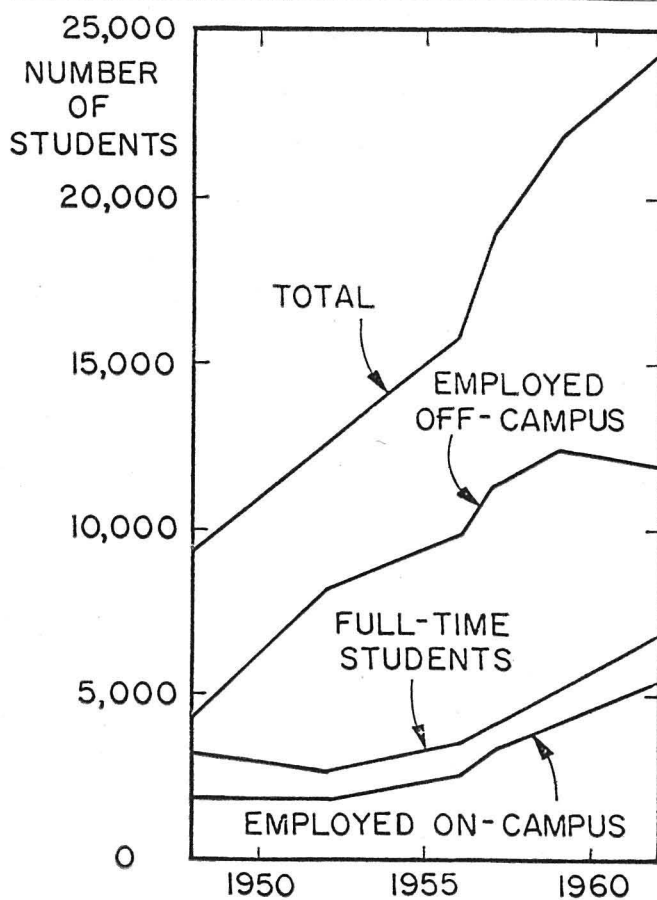 25,000
NUMBER
OF
STUDENTS
20,000
TOTAL
15,000
EMPLOYED
OFF-CAMPUS
10,000
FULL-TIME
STUDENTS
5,000
EMPLOYED ON-CAMPUS
0
1950 1955 1960